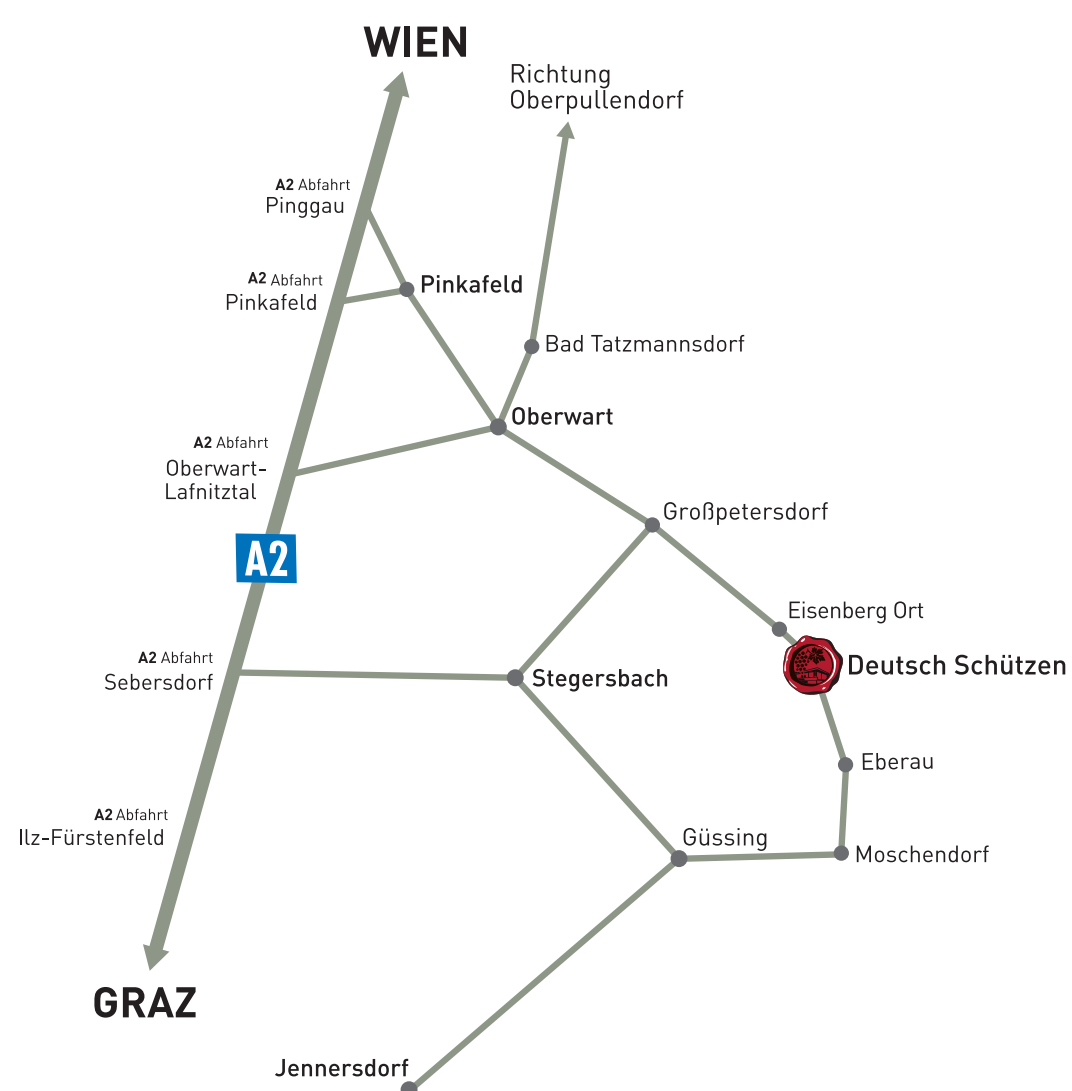 WIEN
Richtung
Oberpullendorf
A2 Abfahrt
Pinggau
A2 Abfahrt
Pinkafeld
Pinkafeld
Bad Tatzmannsdorf
Oberwart
A2 Abfahrt
Oberwart-
Lafnitztal
Großpetersdorf
A2
Eisenberg Ort
A2 Abfahrt
Sebersdorf
Deutsch Schützen
Stegersbach
Eberau
A2 Abfahrt
Ilz-Fürstenfeld
Güssing
Moschendorf
GRAZ
Jennersdorf